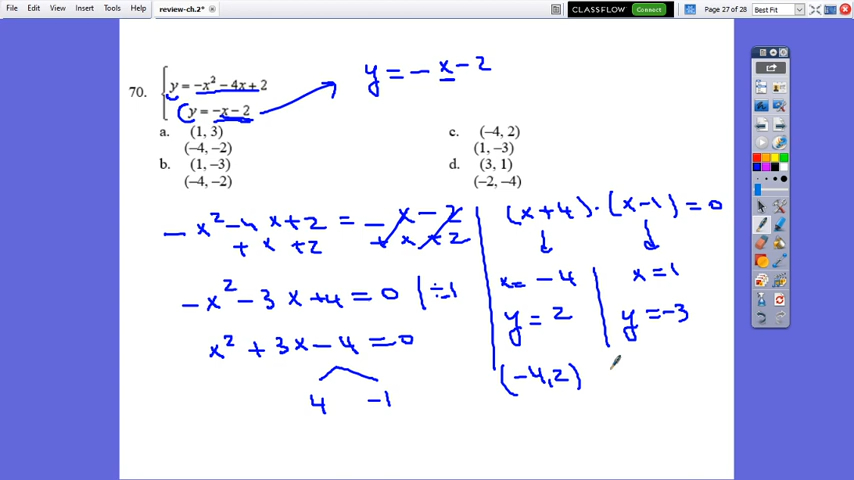 File Edit View Insert Tools Help review-ch.2* CLASSFLOW Connect Page 27 of 28 Best Fit
70. y = -x² - 4x + 2
y = -x - 2
y = -x - 2
a. (1, 3)
(-4, -2)
b. (1, -3)
(-4, -2)
c. (-4, 2)
(1, -3)
d. (3, 1)
(-2, -4)
-x² - 4x + 2 = -x - 2
+x +2 +x +2
-x² - 3x + 4 = 0 | ÷-1
x² + 3x - 4 = 0
4 -1
(x+4)·(x-1) = 0
x = -4 x = 1
y = 2 y = -3
(-4,2)